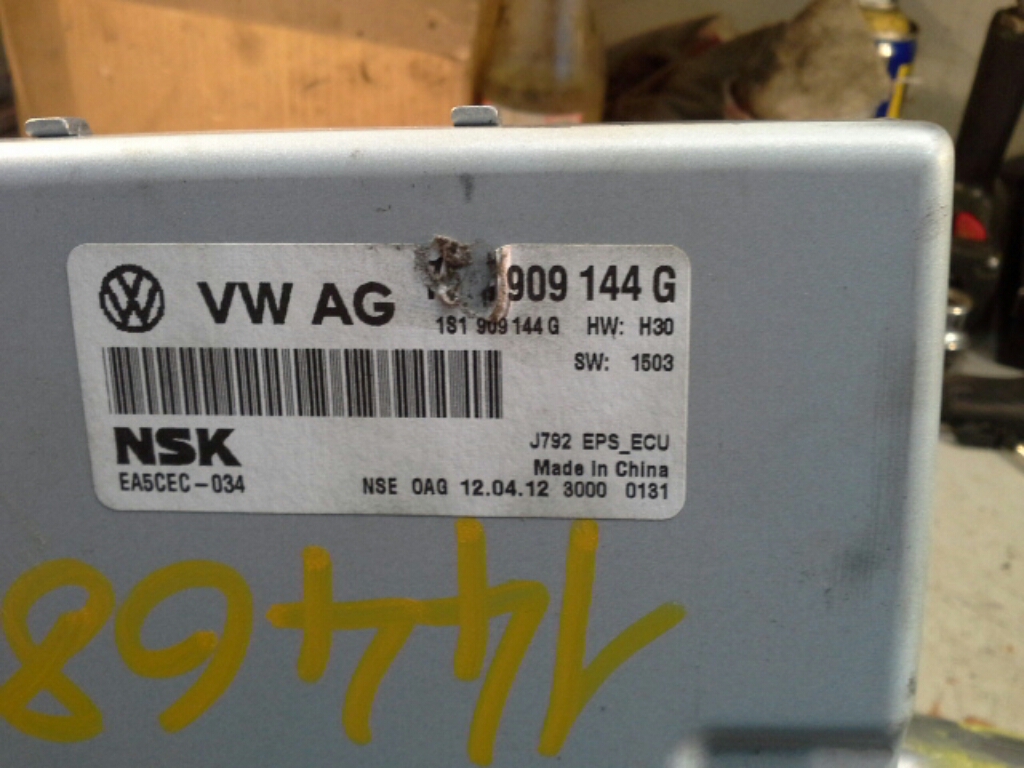 VW AG 909 144 G
1S1 909 144 G HW: H30
SW: 1503
NSK
J792 EPS_ECU
Made in China
EA5CEC-034
NSE OAG 12.04.12 3000 0131
14468